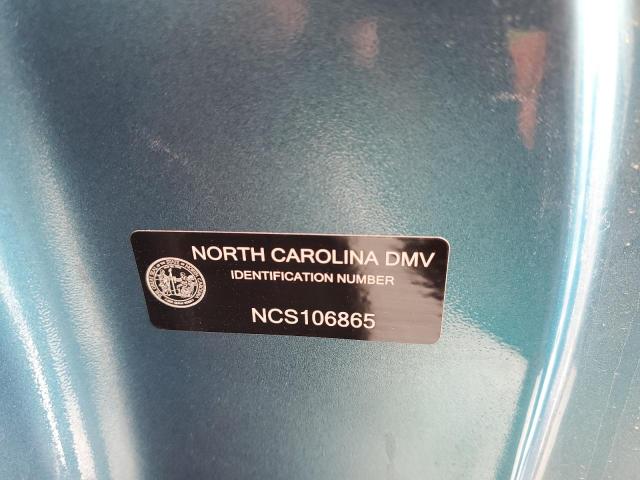 NORTH CAROLINA DMV
IDENTIFICATION NUMBER
NCS106865